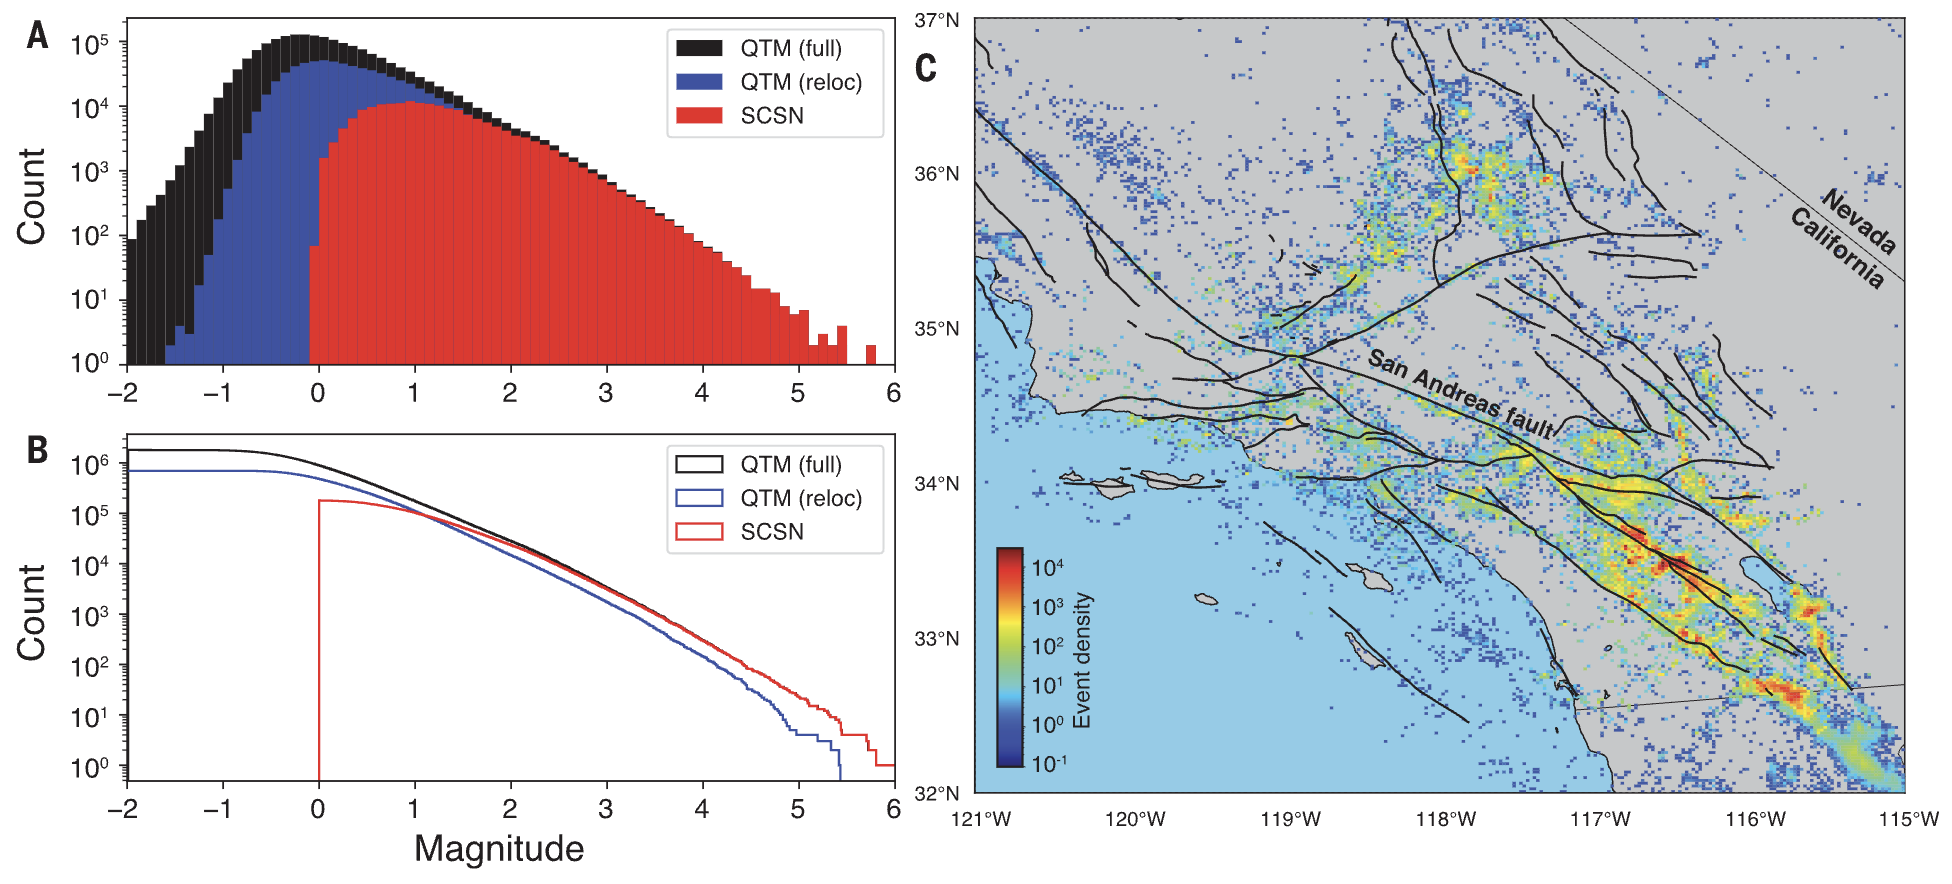 A
10⁵
10⁴
10³
10²
10¹
10⁰
Count
QTM (full)
QTM (reloc)
SCSN
−2
−1
0
1
2
3
4
5
6
B
10⁶
10⁵
10⁴
10³
10²
10¹
10⁰
Count
QTM (full)
QTM (reloc)
SCSN
−2
−1
0
1
2
3
4
5
6
Magnitude
C
37°N
36°N
35°N
34°N
33°N
32°N
Nevada
California
San Andreas fault
10⁴
10³
10²
10¹
10⁰
10⁻¹
Event density
121°W
120°W
119°W
118°W
117°W
116°W
115°W